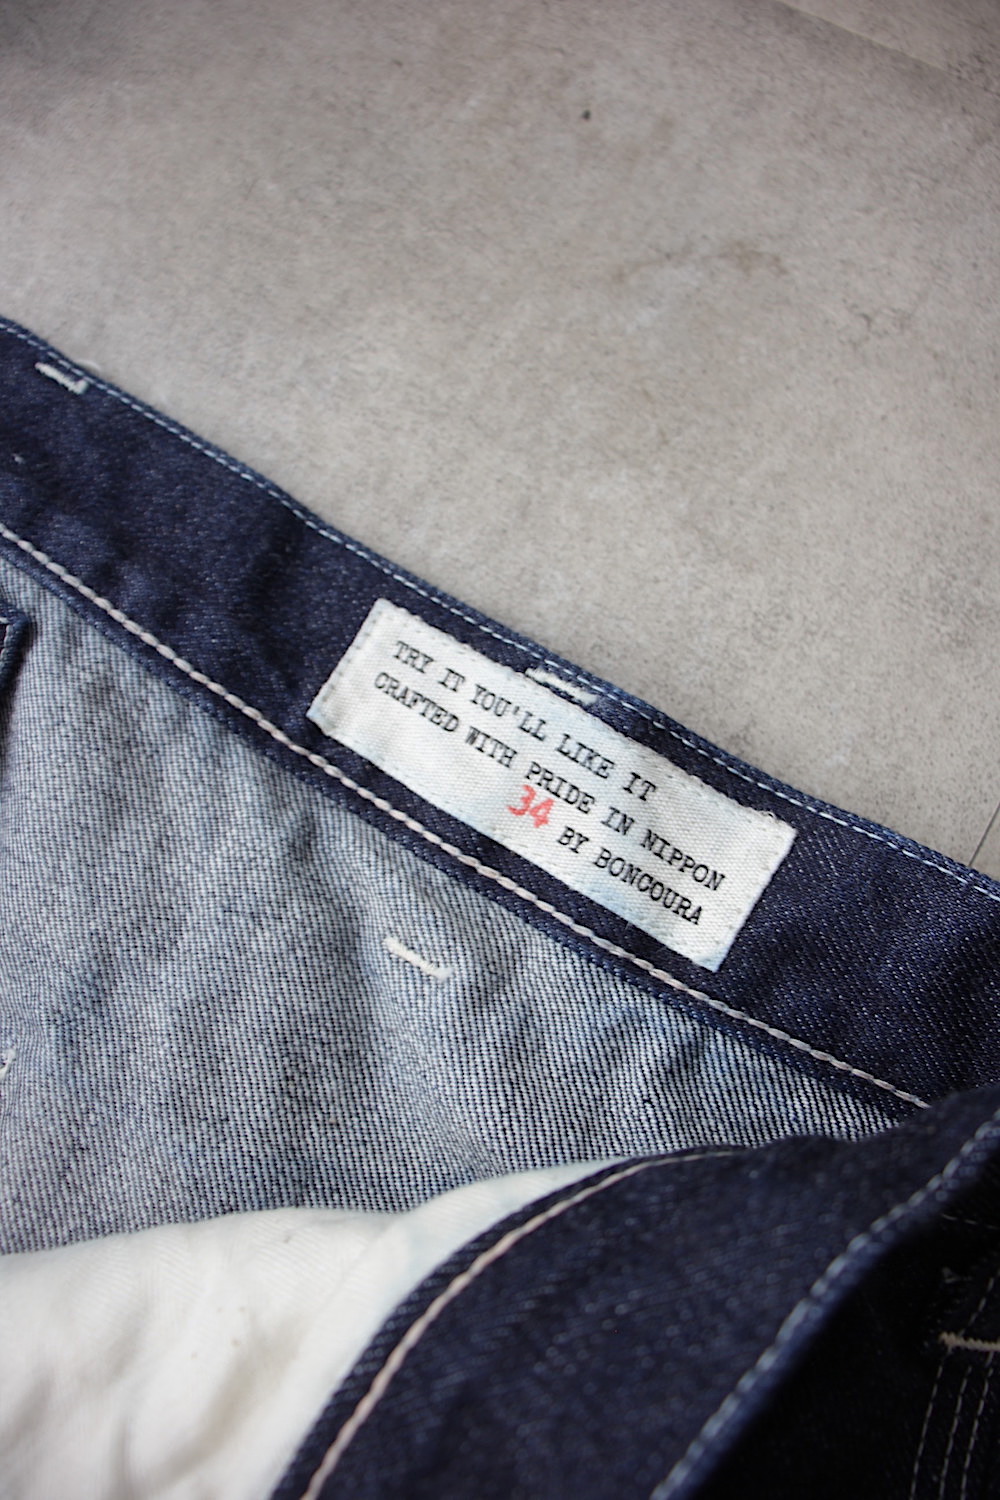 TRY IT YOU'LL LIKE IT
CRAFTED WITH PRIDE IN NIPPON
34 BY BONCOURA